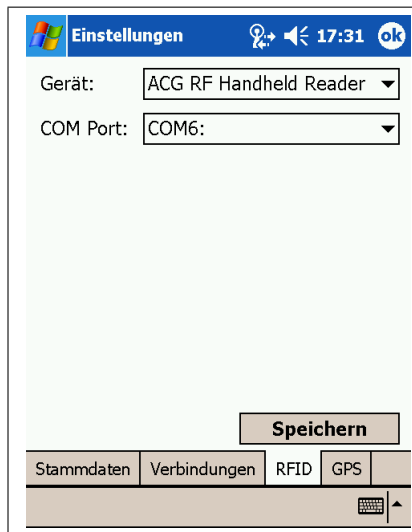 Einstellungen 17:31 ok
Gerät: ACG RF Handheld Reader
COM Port: COM6:
Speichern
Stammdaten Verbindungen RFID GPS